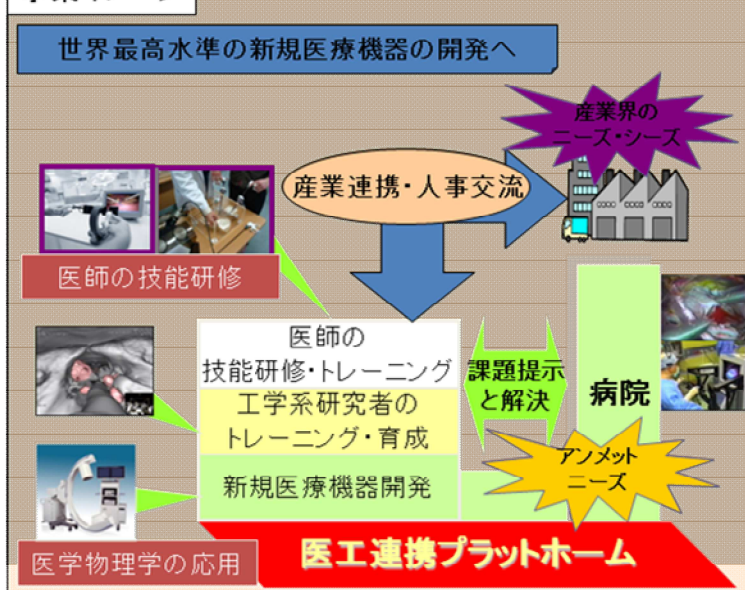 世界最高水準の新規医療機器の開発へ
産業界の
ニーズ・シーズ
産業連携・人事交流
医師の技能研修
医師の
技能研修・トレーニング
工学系研究者の
トレーニング・育成
新規医療機器開発
課題提示
と解決
病院
アンメット
ニーズ
医学物理学の応用
医工連携プラットホーム